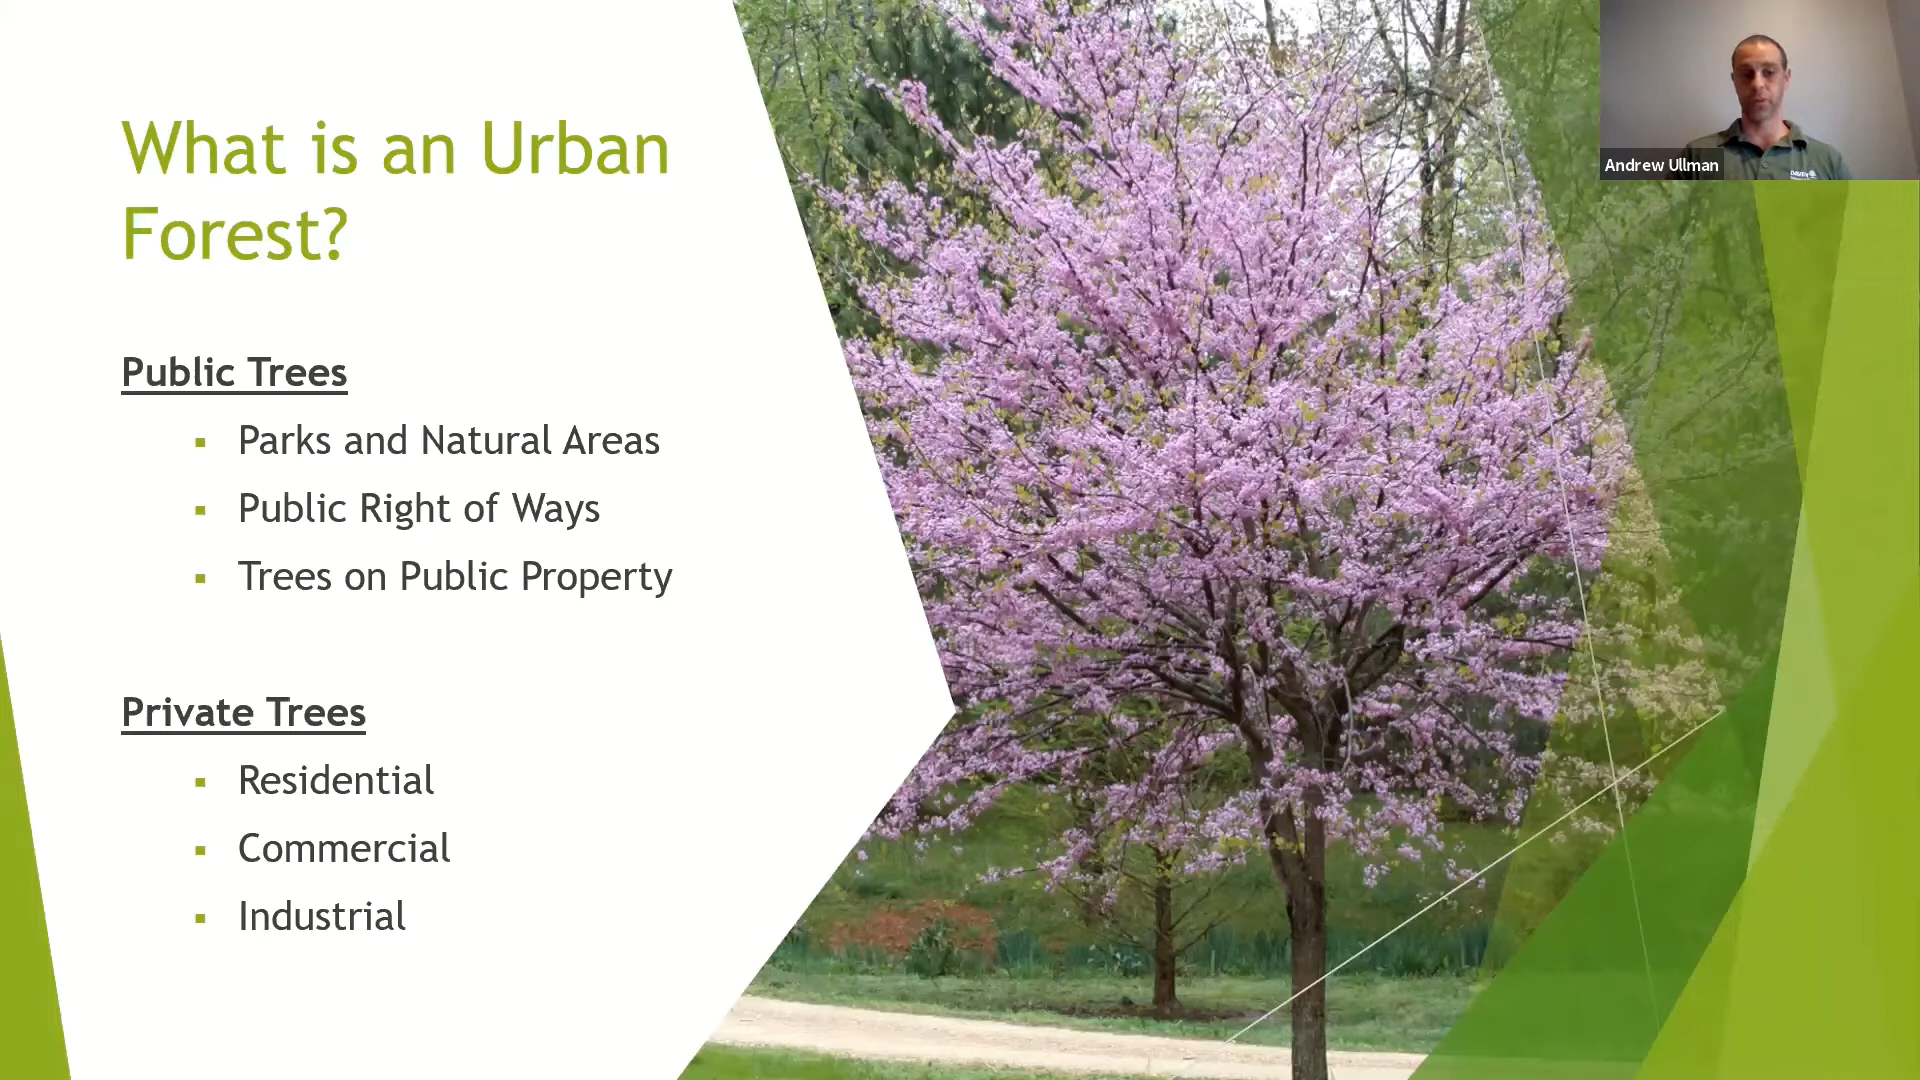 What is an Urban
Forest?
Public Trees
▪ Parks and Natural Areas
▪ Public Right of Ways
▪ Trees on Public Property
Private Trees
▪ Residential
▪ Commercial
▪ Industrial
Andrew Ullman
DAVEY